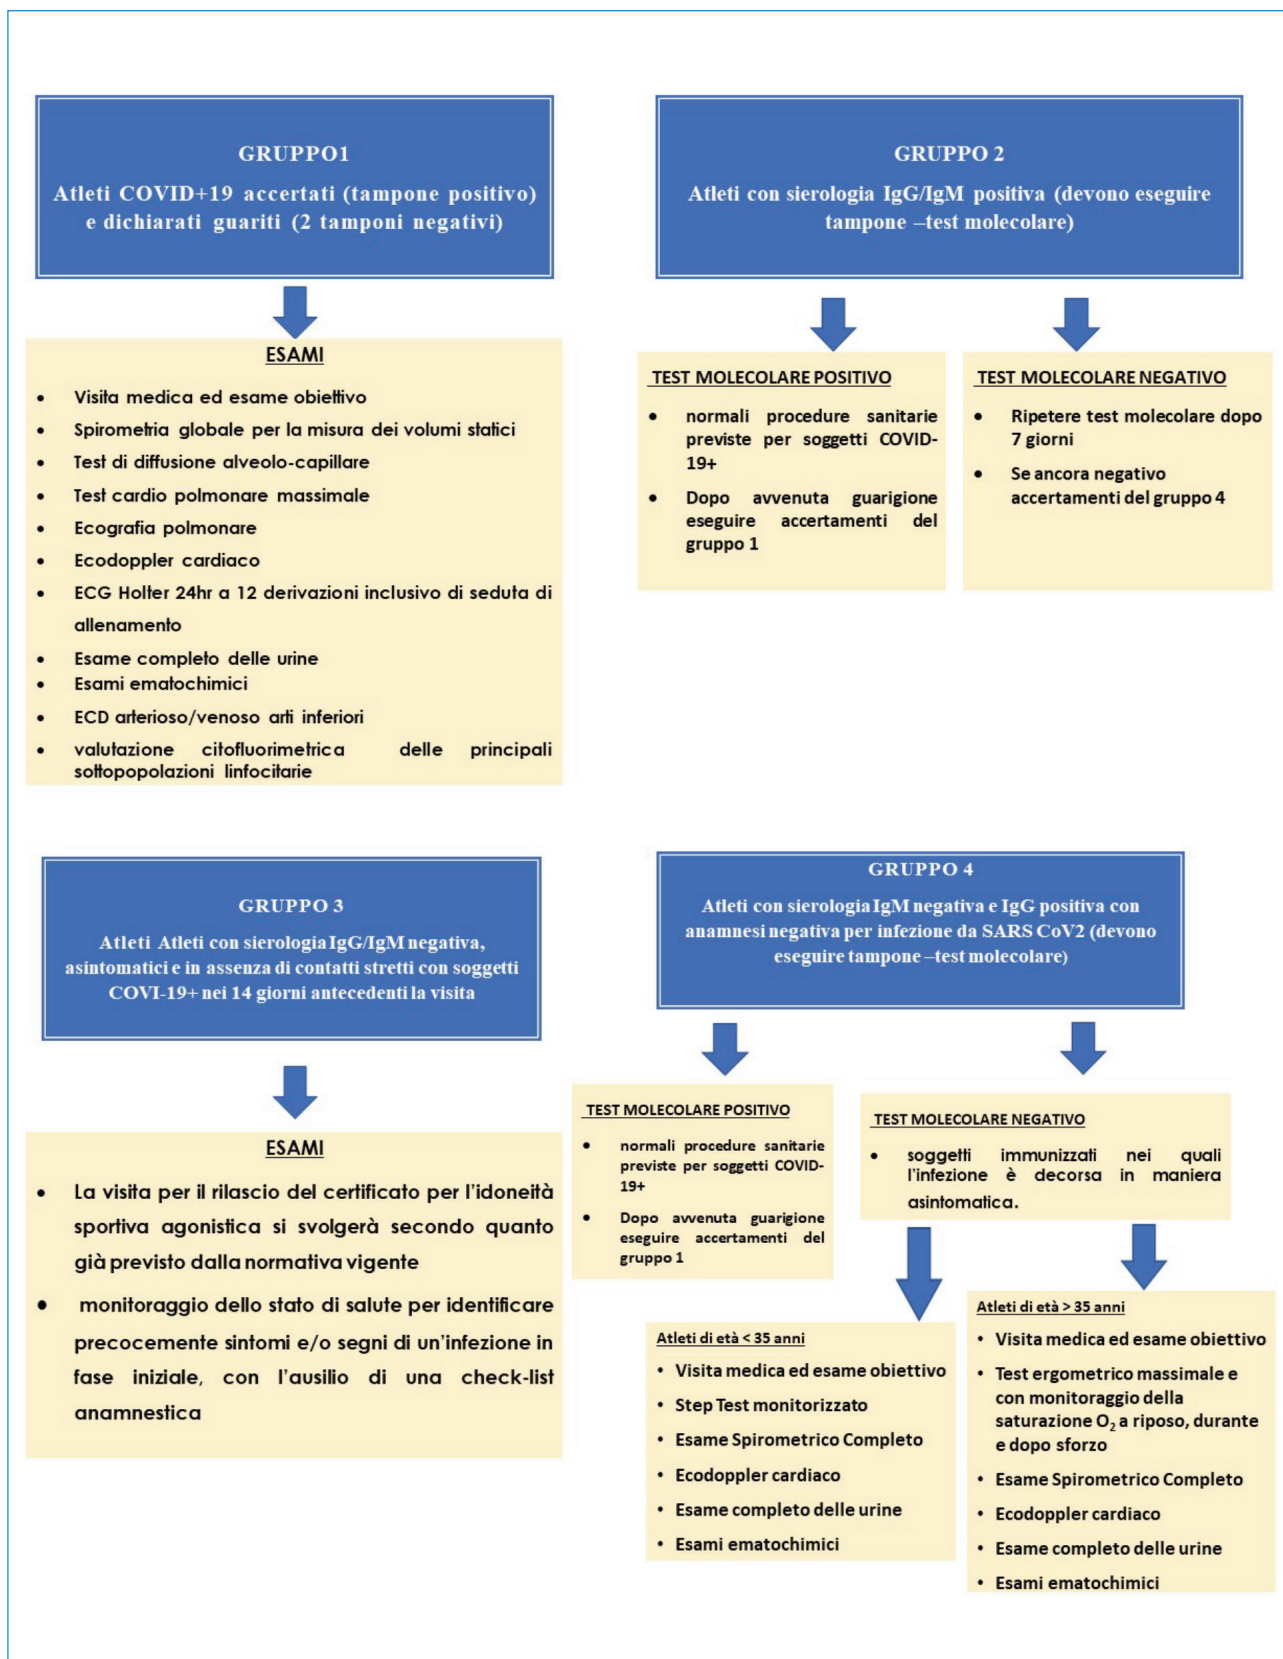 GRUPPO1
Atleti COVID+19 accertati (tampone positivo)
e dichiarati guariti (2 tamponi negativi)
ESAMI
• Visita medica ed esame obiettivo
• Spirometria globale per la misura dei volumi statici
• Test di diffusione alveolo-capillare
• Test cardio polmonare massimale
• Ecografia polmonare
• Ecodoppler cardiaco
• ECG Holter 24hr a 12 derivazioni inclusivo di seduta di
allenamento
• Esame completo delle urine
• Esami ematochimici
• ECD arterioso/venoso arti inferiori
• valutazione citofluorimetrica delle principali
sottopopolazioni linfocitarie
GRUPPO 2
Atleti con sierologia IgG/IgM positiva (devono eseguire
tampone –test molecolare)
TEST MOLECOLARE POSITIVO
• normali procedure sanitarie
previste per soggetti COVID-
19+
• Dopo avvenuta guarigione
eseguire accertamenti del
gruppo 1
TEST MOLECOLARE NEGATIVO
• Ripetere test molecolare dopo
7 giorni
• Se ancora negativo
accertamenti del gruppo 4
GRUPPO 3
Atleti Atleti con sierologia IgG/IgM negativa,
asintomatici e in assenza di contatti stretti con soggetti
COVI-19+ nei 14 giorni antecedenti la visita
ESAMI
• La visita per il rilascio del certificato per l'idoneità
sportiva agonistica si svolgerà secondo quanto
già previsto dalla normativa vigente
• monitoraggio dello stato di salute per identificare
precocemente sintomi e/o segni di un'infezione in
fase iniziale, con l'ausilio di una check-list
anamnestica
GRUPPO 4
Atleti con sierologia IgM negativa e IgG positiva con
anamnesi negativa per infezione da SARS CoV2 (devono
eseguire tampone –test molecolare)
TEST MOLECOLARE POSITIVO
• normali procedure sanitarie
previste per soggetti COVID-
19+
• Dopo avvenuta guarigione
eseguire accertamenti del
gruppo 1
TEST MOLECOLARE NEGATIVO
• soggetti immunizzati nei quali
l'infezione è decorsa in maniera
asintomatica.
Atleti di età < 35 anni
• Visita medica ed esame obiettivo
• Step Test monitorizzato
• Esame Spirometrico Completo
• Ecodoppler cardiaco
• Esame completo delle urine
• Esami ematochimici
Atleti di età > 35 anni
• Visita medica ed esame obiettivo
• Test ergometrico massimale e
con monitoraggio della
saturazione O₂ a riposo, durante
e dopo sforzo
• Esame Spirometrico Completo
• Ecodoppler cardiaco
• Esame completo delle urine
• Esami ematochimici